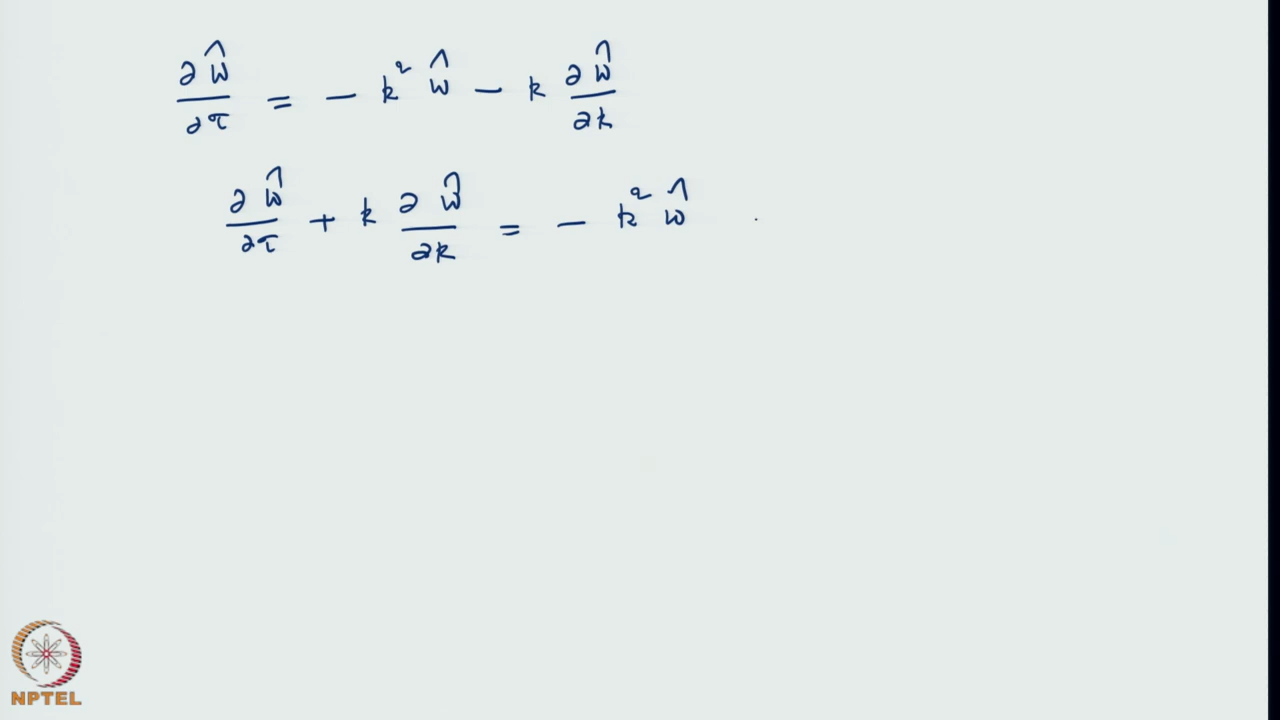 ∂ŵ/∂τ = − k² ŵ − k ∂ŵ/∂k
∂ŵ/∂τ + k ∂ŵ/∂k = − k² ŵ
NPTEL